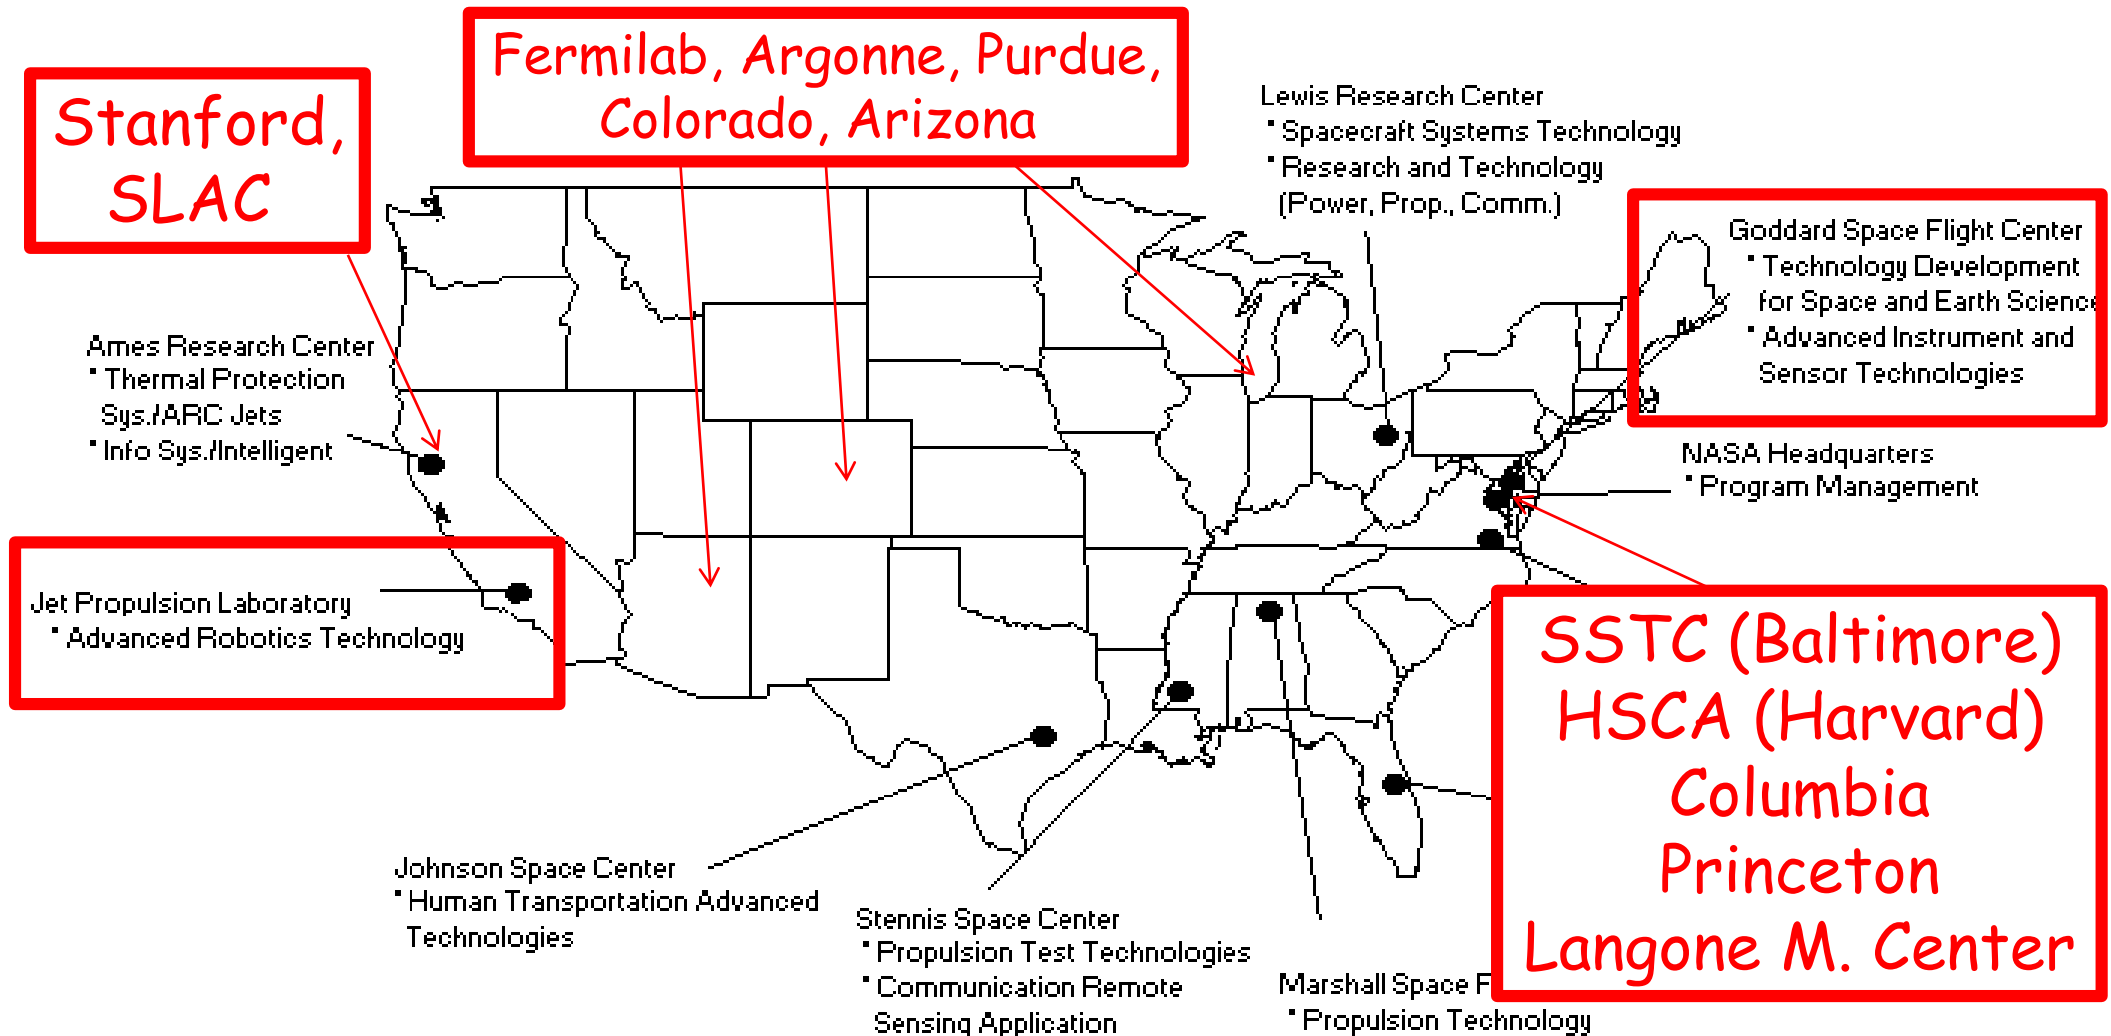 Fermilab, Argonne, Purdue,
Colorado, Arizona
Stanford,
SLAC
Lewis Research Center
• Spacecraft Systems Technology
• Research and Technology
(Power, Prop., Comm.)
Goddard Space Flight Center
• Technology Development
for Space and Earth Science
• Advanced Instrument and
Sensor Technologies
Ames Research Center
• Thermal Protection
Sys./ARC Jets
• Info Sys./Intelligent
NASA Headquarters
• Program Management
Jet Propulsion Laboratory
• Advanced Robotics Technology
SSTC (Baltimore)
HSCA (Harvard)
Columbia
Princeton
Langone M. Center
Johnson Space Center
• Human Transportation Advanced
Technologies
Stennis Space Center
• Propulsion Test Technologies
• Communication Remote
Sensing Application
Marshall Space F
• Propulsion Technology